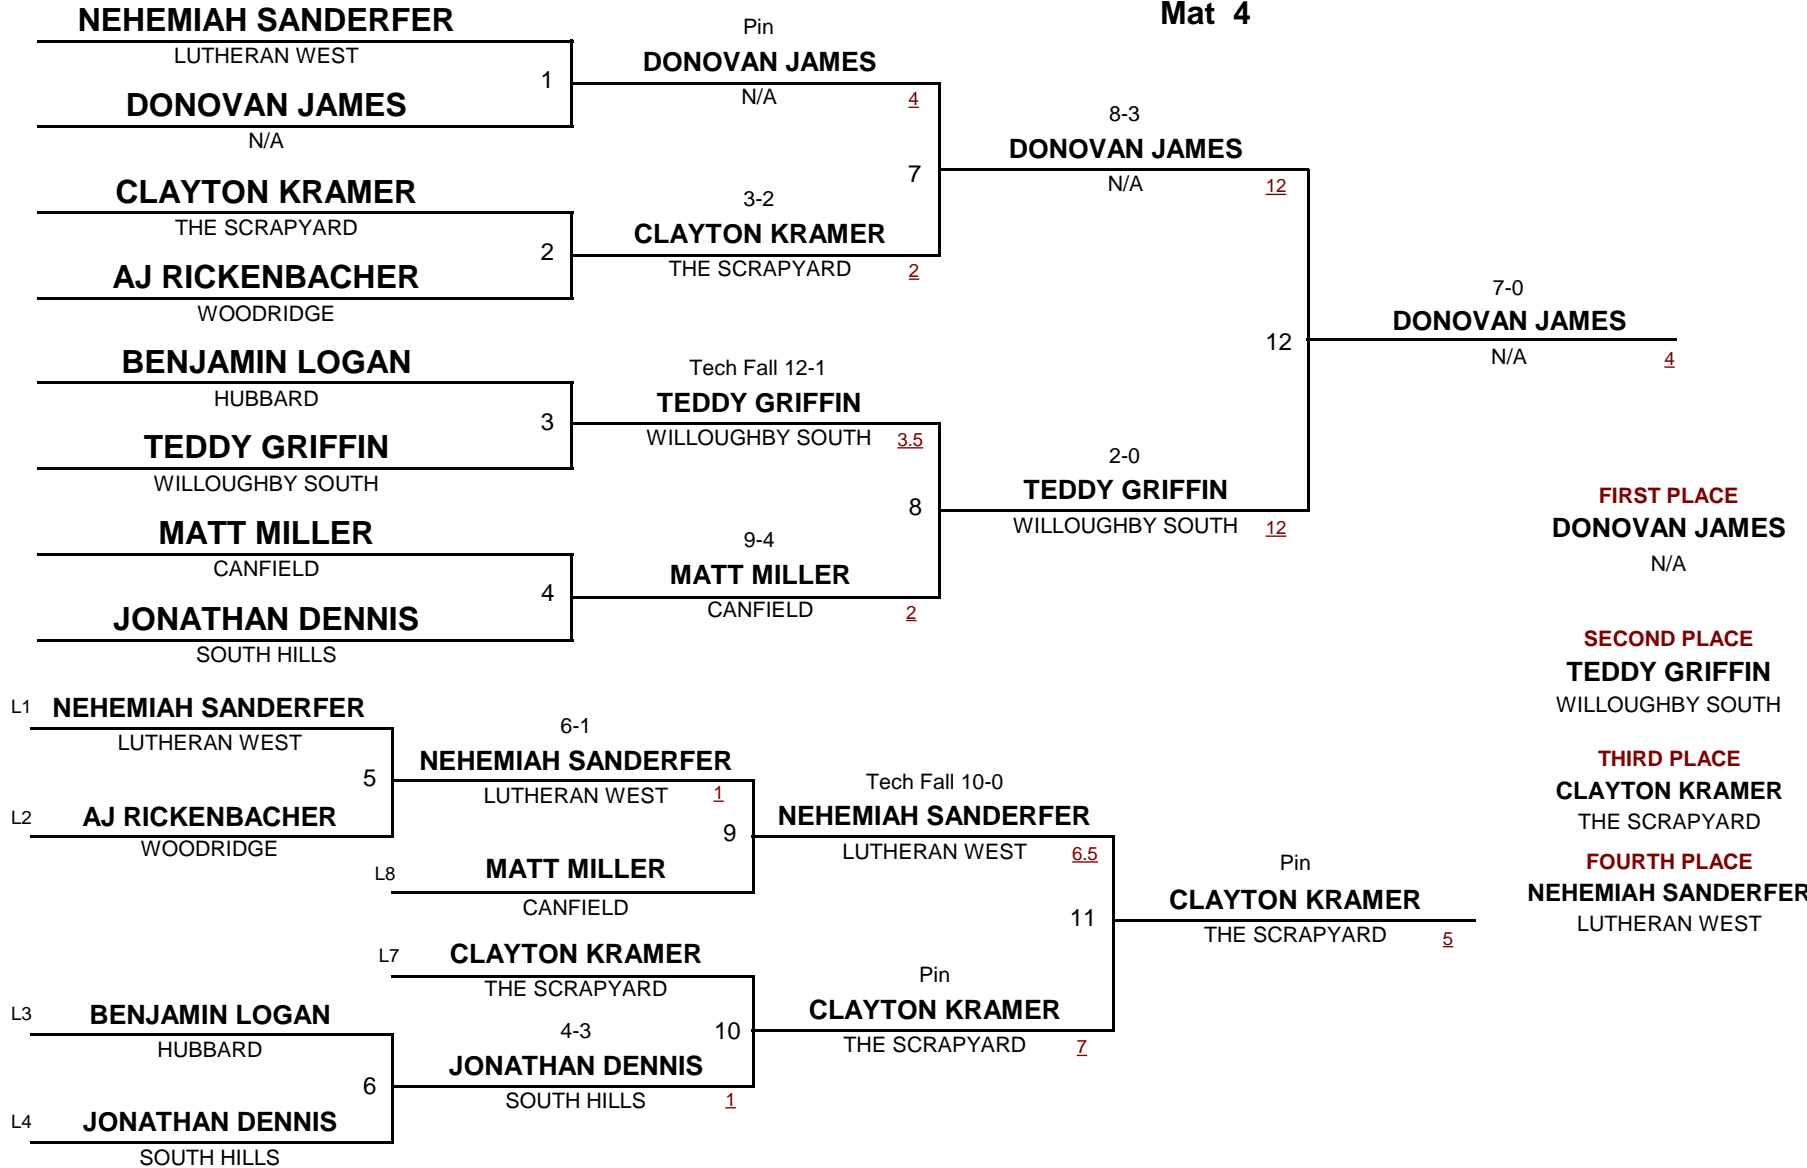 Mat 4
NEHEMIAH SANDERFER
LUTHERAN WEST
1
DONOVAN JAMES
N/A
CLAYTON KRAMER
THE SCRAPYARD
2
AJ RICKENBACHER
WOODRIDGE
BENJAMIN LOGAN
HUBBARD
3
TEDDY GRIFFIN
WILLOUGHBY SOUTH
MATT MILLER
CANFIELD
4
JONATHAN DENNIS
SOUTH HILLS
Pin
DONOVAN JAMES
N/A 4
7
3-2
CLAYTON KRAMER
THE SCRAPYARD 2
Tech Fall 12-1
TEDDY GRIFFIN
WILLOUGHBY SOUTH 3.5
8
9-4
MATT MILLER
CANFIELD 2
8-3
DONOVAN JAMES
N/A 12
12
2-0
TEDDY GRIFFIN
WILLOUGHBY SOUTH 12
7-0
DONOVAN JAMES
N/A 4
FIRST PLACE
DONOVAN JAMES
N/A
SECOND PLACE
TEDDY GRIFFIN
WILLOUGHBY SOUTH
THIRD PLACE
CLAYTON KRAMER
THE SCRAPYARD
FOURTH PLACE
NEHEMIAH SANDERFER
LUTHERAN WEST
L1 NEHEMIAH SANDERFER
LUTHERAN WEST
5
L2 AJ RICKENBACHER
WOODRIDGE
L3 BENJAMIN LOGAN
HUBBARD
6
L4 JONATHAN DENNIS
SOUTH HILLS
6-1
NEHEMIAH SANDERFER
LUTHERAN WEST 1
9
L8 MATT MILLER
CANFIELD
L7 CLAYTON KRAMER
THE SCRAPYARD
10
4-3
JONATHAN DENNIS
SOUTH HILLS 1
Tech Fall 10-0
NEHEMIAH SANDERFER
LUTHERAN WEST 6.5
11
Pin
CLAYTON KRAMER
THE SCRAPYARD 7
Pin
CLAYTON KRAMER
THE SCRAPYARD 5